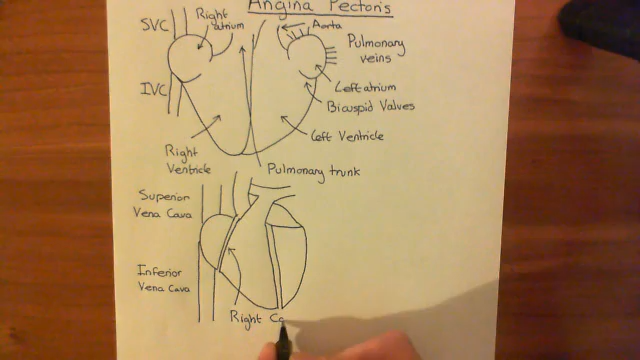 Angina Pectoris
SVC
Right atrium
Aorta
Pulmonary veins
IVC
Left atrium
Bicuspid Valves
Left Ventricle
Right Ventricle
Pulmonary trunk
Superior
Vena Cava
Inferior
Vena Cava
Right Co